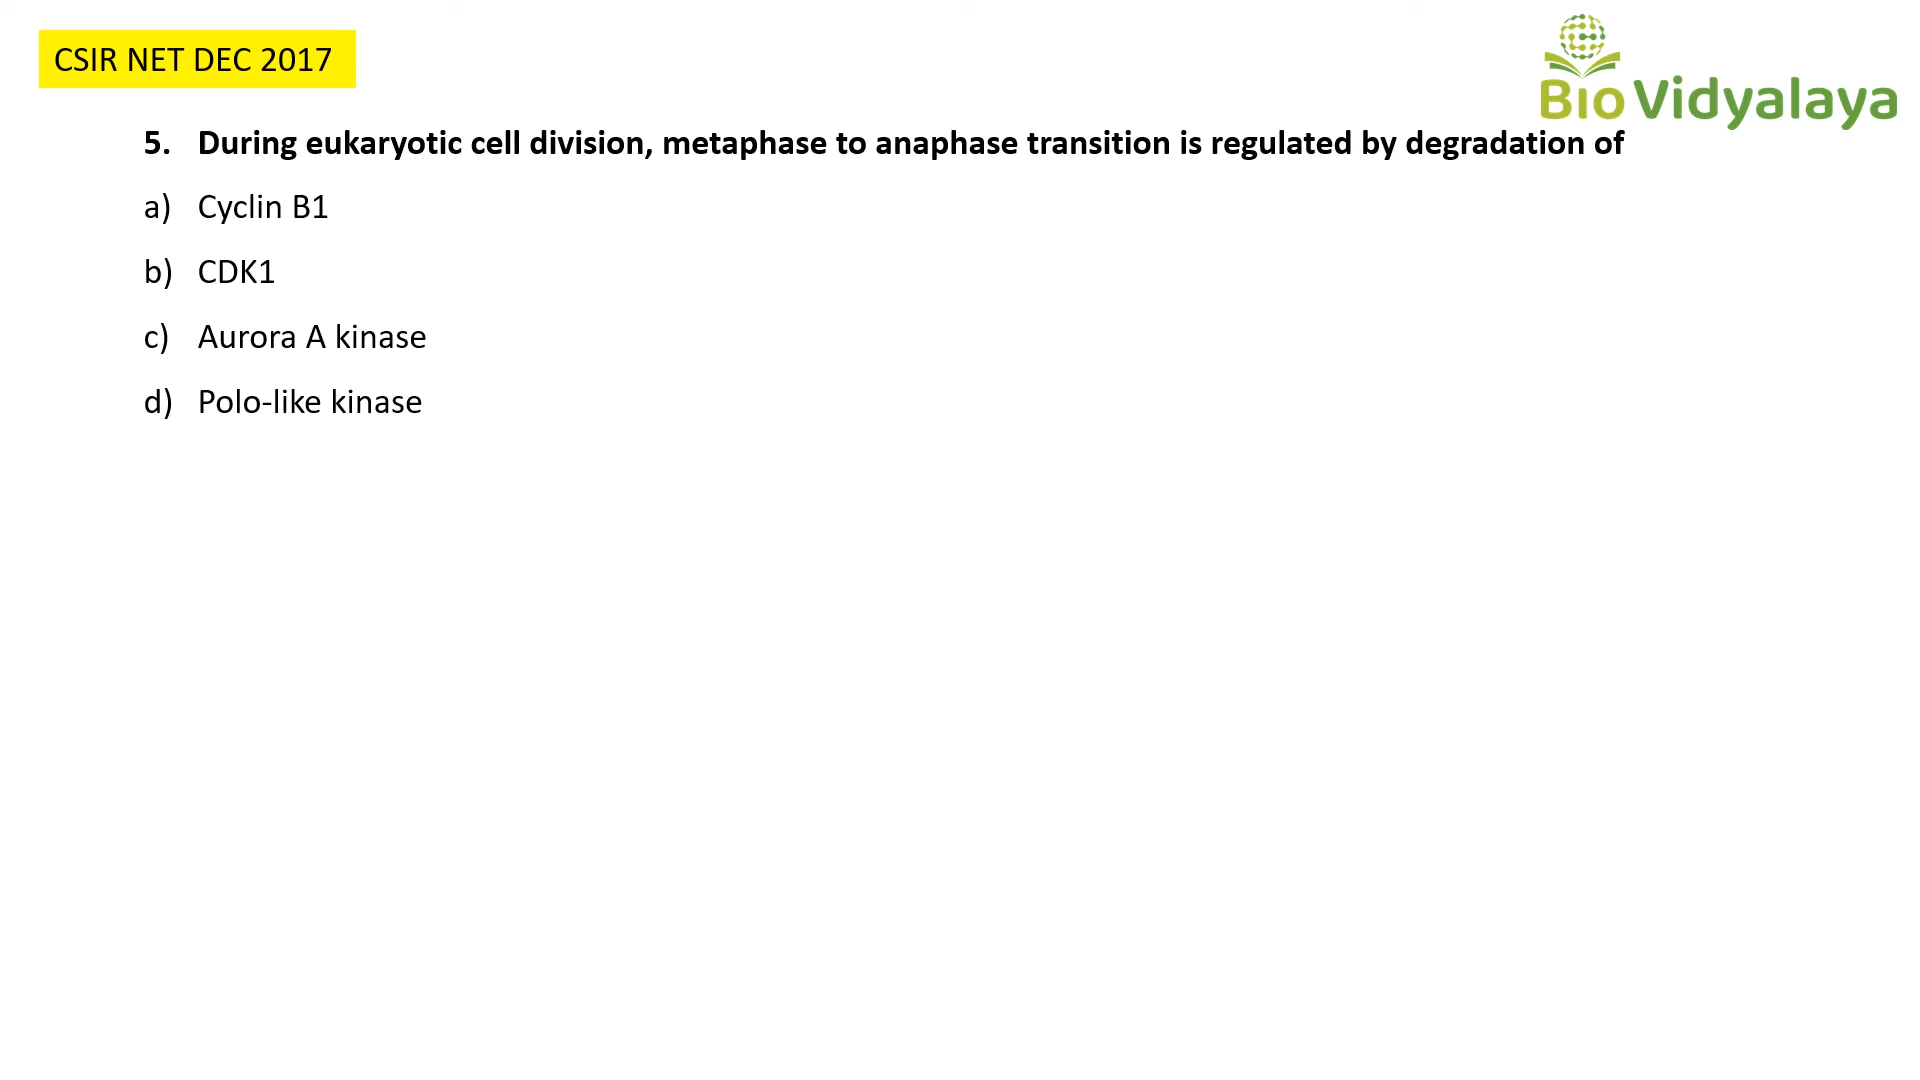 CSIR NET DEC 2017
Bio Vidyalaya
5. During eukaryotic cell division, metaphase to anaphase transition is regulated by degradation of
a) Cyclin B1
b) CDK1
c) Aurora A kinase
d) Polo-like kinase